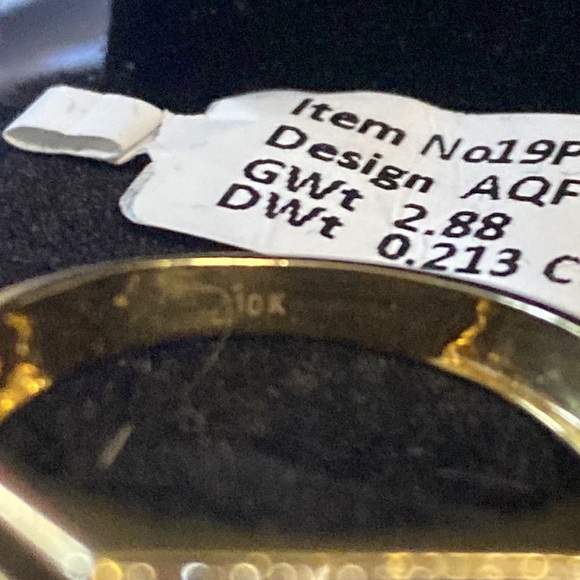 Item No19P
Design AQF
GWt 2.88
DWt 0.213 C
10K